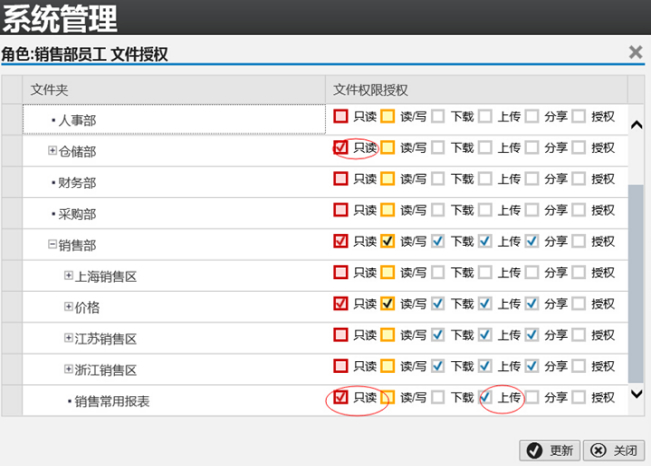 系统管理
角色:销售部员工 文件授权
文件夹 文件权限授权
人事部 只读 读/写 下载 上传 分享 授权
仓储部 只读 读/写 下载 上传 分享 授权
财务部 只读 读/写 下载 上传 分享 授权
采购部 只读 读/写 下载 上传 分享 授权
销售部 只读 读/写 下载 上传 分享 授权
上海销售区 只读 读/写 下载 上传 分享 授权
价格 只读 读/写 下载 上传 分享 授权
江苏销售区 只读 读/写 下载 上传 分享 授权
浙江销售区 只读 读/写 下载 上传 分享 授权
销售常用报表 只读 读/写 下载 上传 分享 授权
更新 关闭